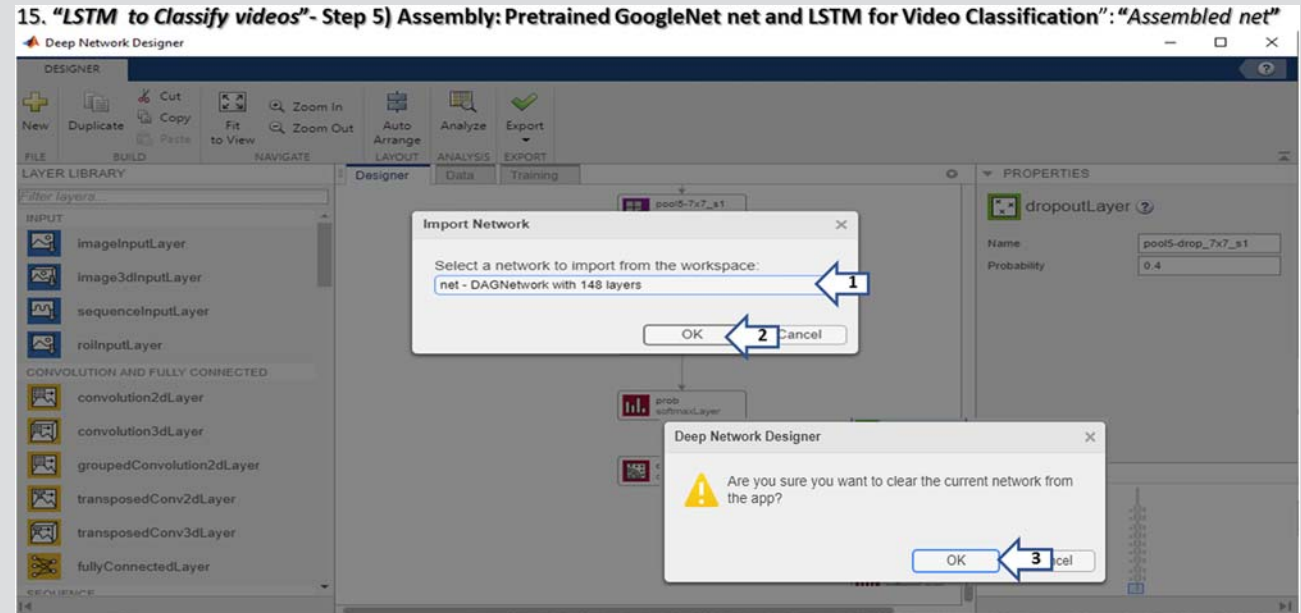 15. "LSTM to Classify videos"- Step 5) Assembly: Pretrained GoogleNet net and LSTM for Video Classification": "Assembled net"
Deep Network Designer
DESIGNER
New
Duplicate
Cut
Copy
Paste
Fit
to View
Zoom In
Zoom Out
Auto
Arrange
Analyze
Export
FILE
BUILD
NAVIGATE
LAYOUT
ANALYSIS
EXPORT
LAYER LIBRARY
Filter layers...
INPUT
imageInputLayer
image3dInputLayer
sequenceInputLayer
roiInputLayer
CONVOLUTION AND FULLY CONNECTED
convolution2dLayer
convolution3dLayer
groupedConvolution2dLayer
transposedConv2dLayer
transposedConv3dLayer
fullyConnectedLayer
SEQUENCE
Designer
Data
Training
pool5-7x7_s1
Import Network
Select a network to import from the workspace:
net - DAGNetwork with 148 layers
1
OK
2
Cancel
prob
softmaxLayer
Deep Network Designer
Are you sure you want to clear the current network from
the app?
OK
3
PROPERTIES
dropoutLayer
Name
pool5-drop_7x7_s1
Probability
0.4